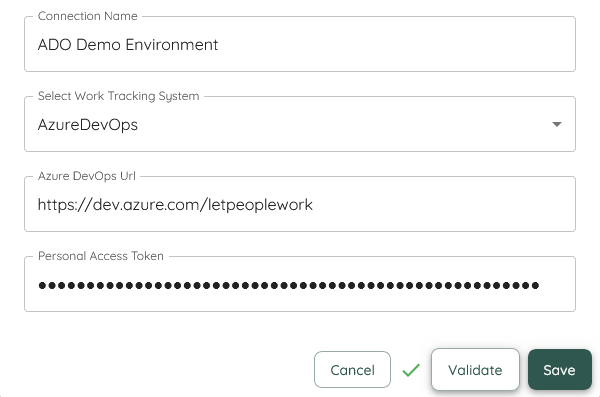 Connection Name
ADO Demo Environment
Select Work Tracking System
AzureDevOps
Azure DevOps Url
https://dev.azure.com/letpeoplework
Personal Access Token
Cancel
Validate
Save